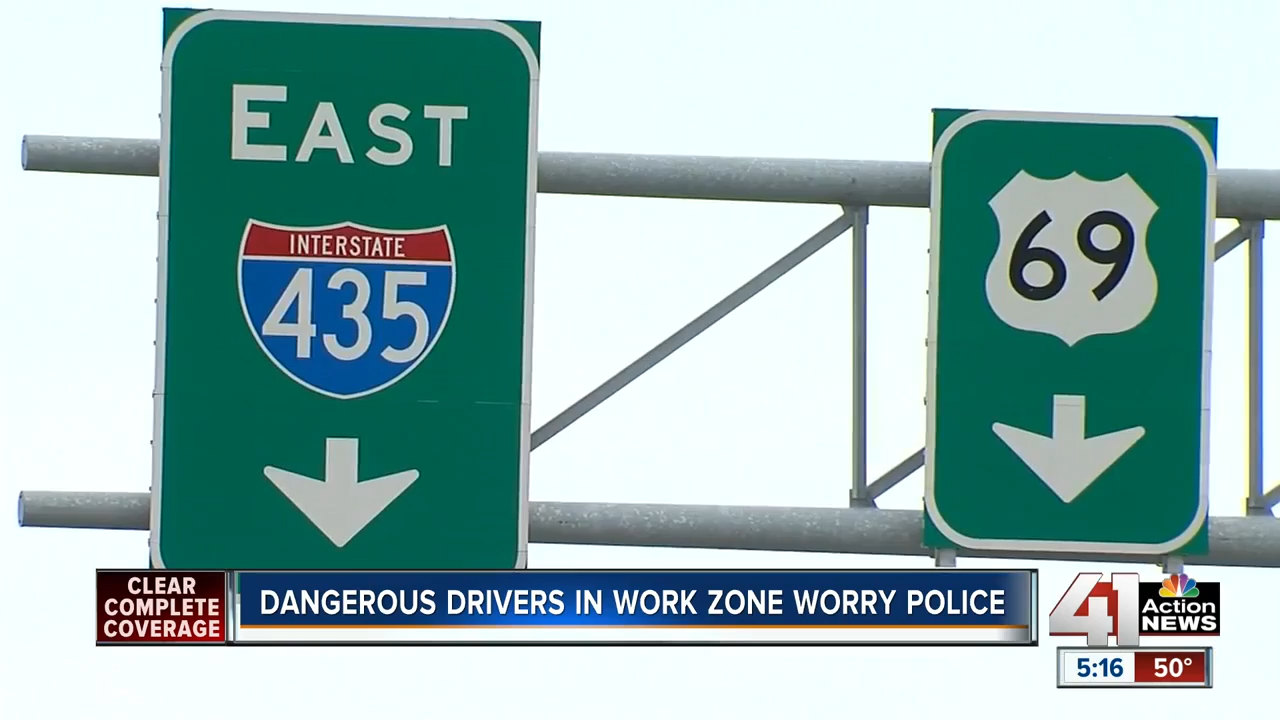 EAST
INTERSTATE
435
69
CLEAR
COMPLETE
COVERAGE
DANGEROUS DRIVERS IN WORK ZONE WORRY POLICE
41
Action
NEWS
5:16 50°